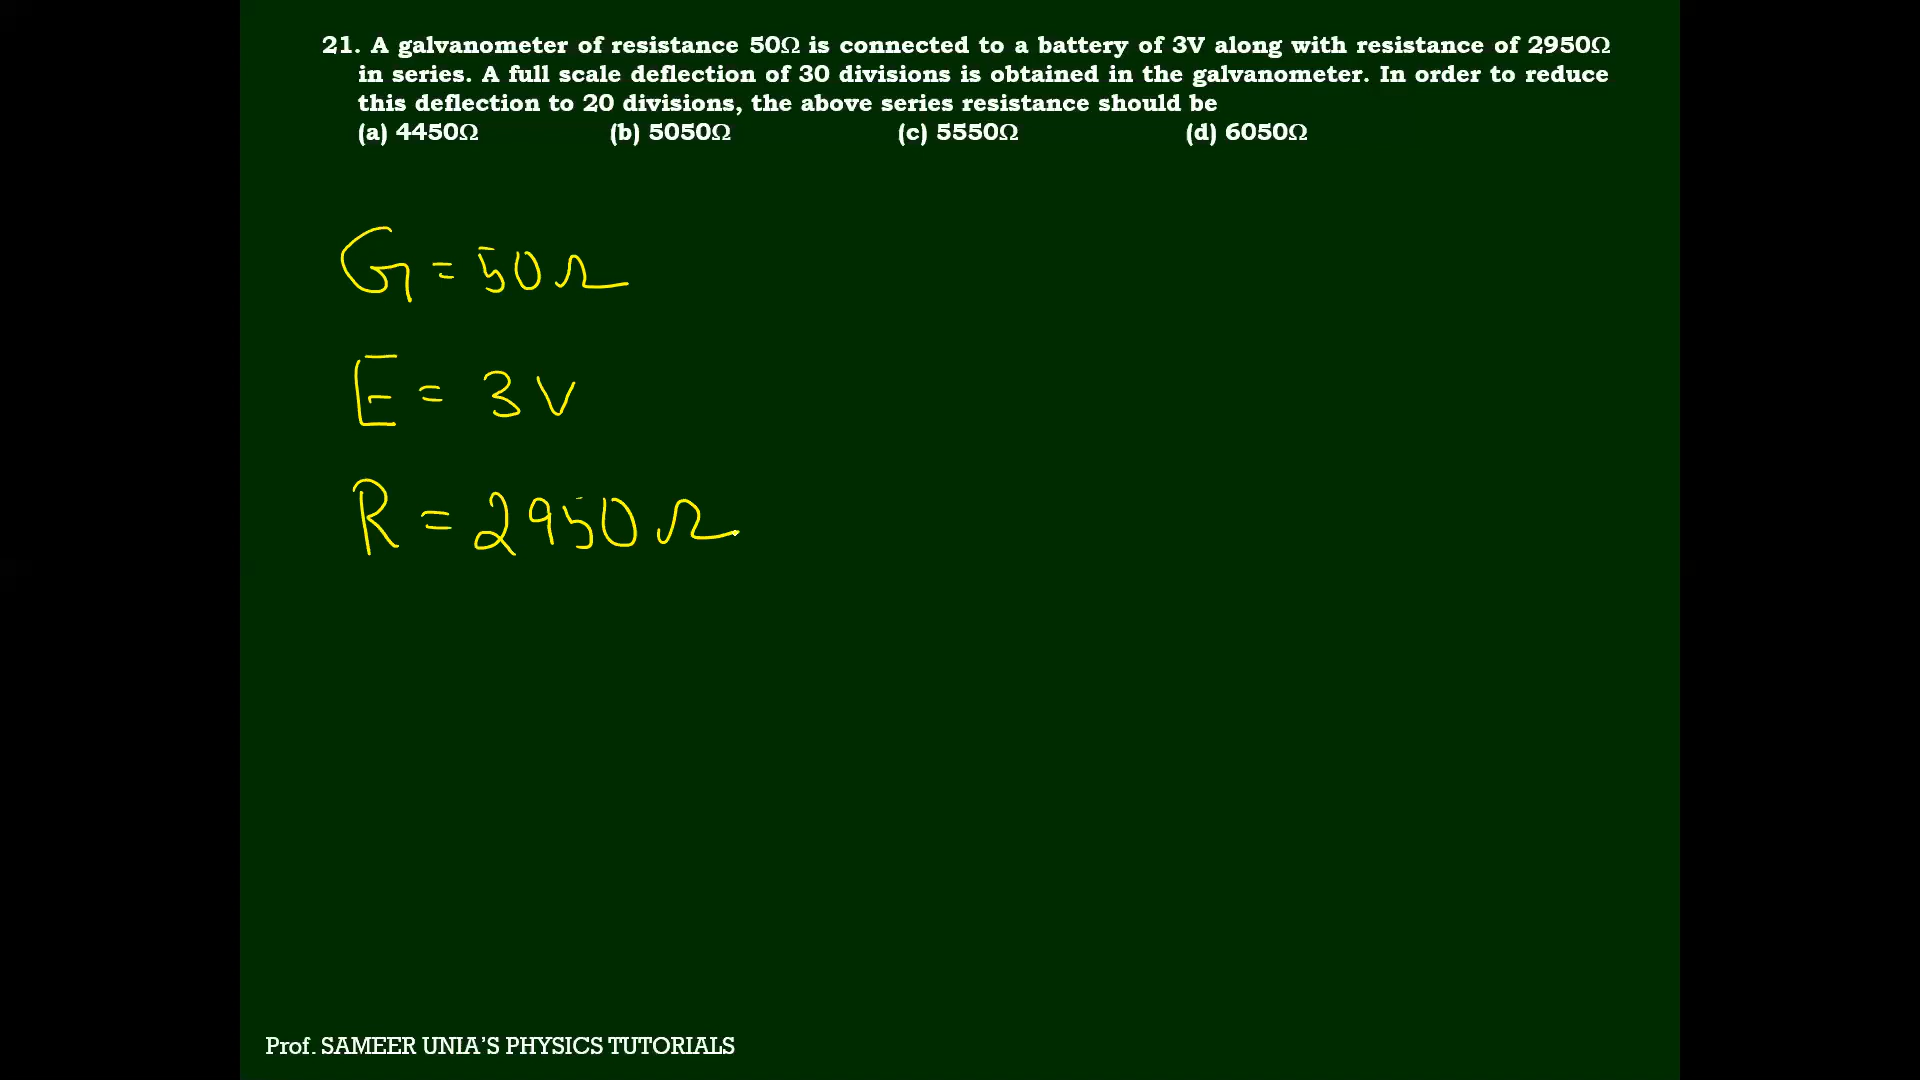 21. A galvanometer of resistance 50Ω is connected to a battery of 3V along with resistance of 2950Ω
in series. A full scale deflection of 30 divisions is obtained in the galvanometer. In order to reduce
this deflection to 20 divisions, the above series resistance should be
(a) 4450Ω (b) 5050Ω (c) 5550Ω (d) 6050Ω
G = 50Ω
E = 3V
R = 2950Ω
Prof. SAMEER UNIA'S PHYSICS TUTORIALS